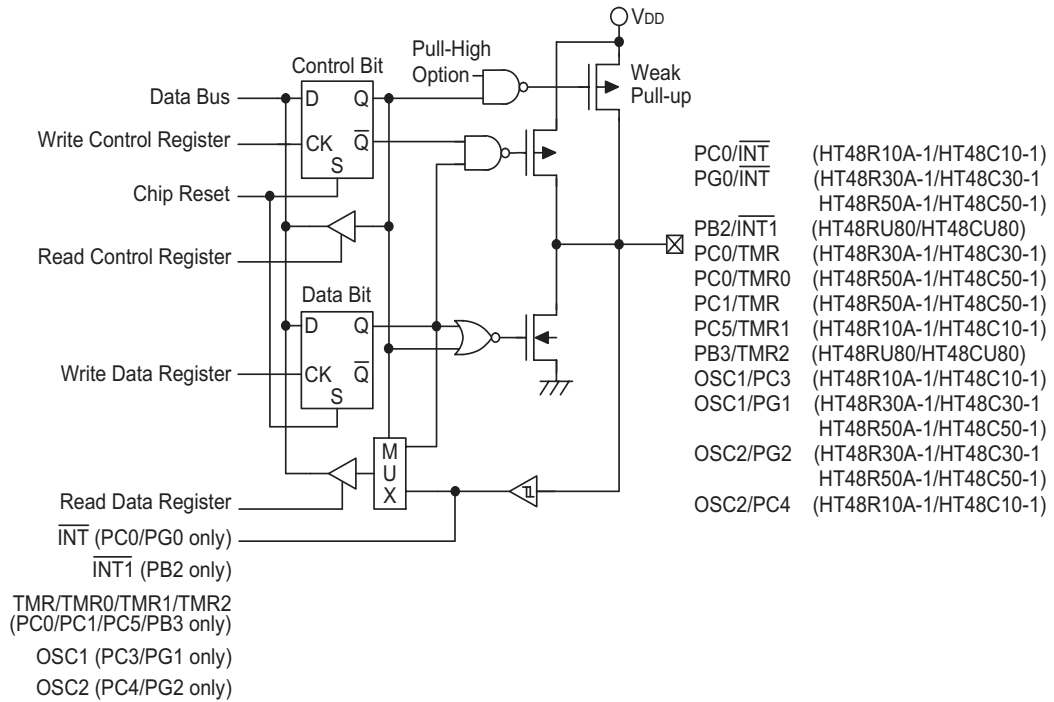 VDD
Pull-High
Option
Control Bit
Weak
Pull-up
Data Bus
D Q
Write Control Register
CK Q̅
S
Chip Reset
Read Control Register
Data Bit
D Q
Write Data Register
CK Q̅
S
M
U
X
Read Data Register
I̅N̅T̅ (PC0/PG0 only)
I̅N̅T̅1̅ (PB2 only)
TMR/TMR0/TMR1/TMR2
(PC0/PC1/PC5/PB3 only)
OSC1 (PC3/PG1 only)
OSC2 (PC4/PG2 only)
PC0/I̅N̅T̅ (HT48R10A-1/HT48C10-1)
PG0/I̅N̅T̅ (HT48R30A-1/HT48C30-1
HT48R50A-1/HT48C50-1)
PB2/I̅N̅T̅1̅ (HT48RU80/HT48CU80)
PC0/TMR (HT48R30A-1/HT48C30-1)
PC0/TMR0 (HT48R50A-1/HT48C50-1)
PC1/TMR (HT48R50A-1/HT48C50-1)
PC5/TMR1 (HT48R10A-1/HT48C10-1)
PB3/TMR2 (HT48RU80/HT48CU80)
OSC1/PC3 (HT48R10A-1/HT48C10-1)
OSC1/PG1 (HT48R30A-1/HT48C30-1
HT48R50A-1/HT48C50-1)
OSC2/PG2 (HT48R30A-1/HT48C30-1
HT48R50A-1/HT48C50-1)
OSC2/PC4 (HT48R10A-1/HT48C10-1)